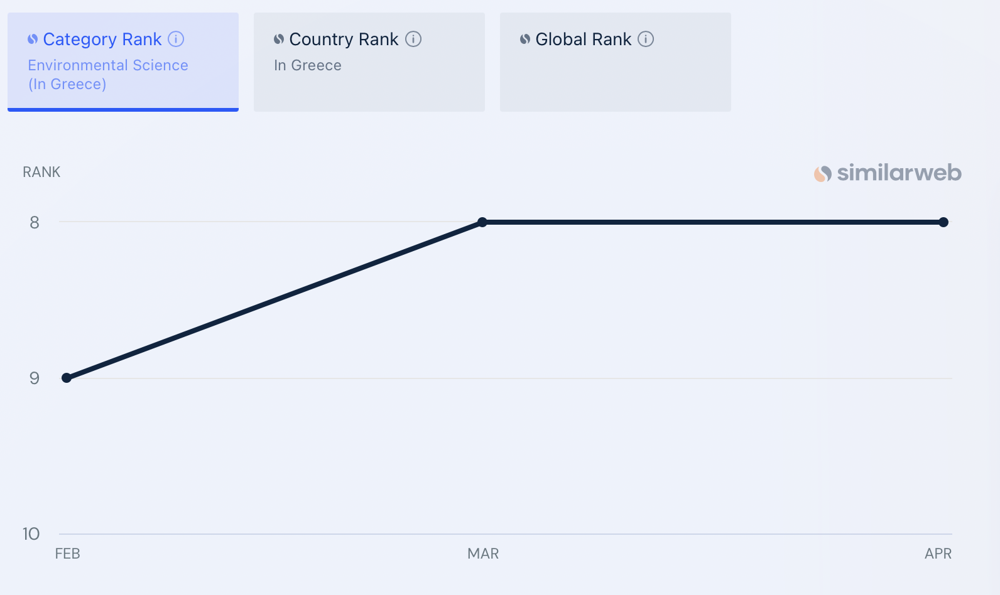 Category Rank
Environmental Science
(In Greece)
Country Rank
In Greece
Global Rank
RANK
similarweb
8
9
10
FEB
MAR
APR